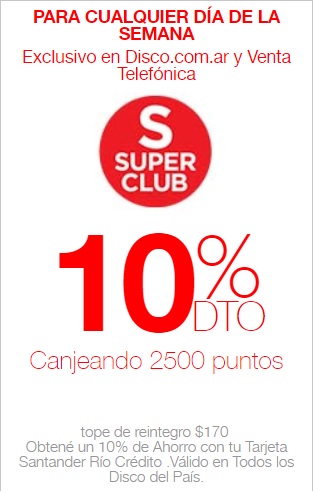 PARA CUALQUIER DÍA DE LA
SEMANA
Exclusivo en Disco.com.ar y Venta
Telefónica
S
SUPER
CLUB
10%
DTO
Canjeando 2500 puntos
tope de reintegro $170
Obtené un 10% de Ahorro con tu Tarjeta
Santander Río Crédito .Válido en Todos los
Disco del País.